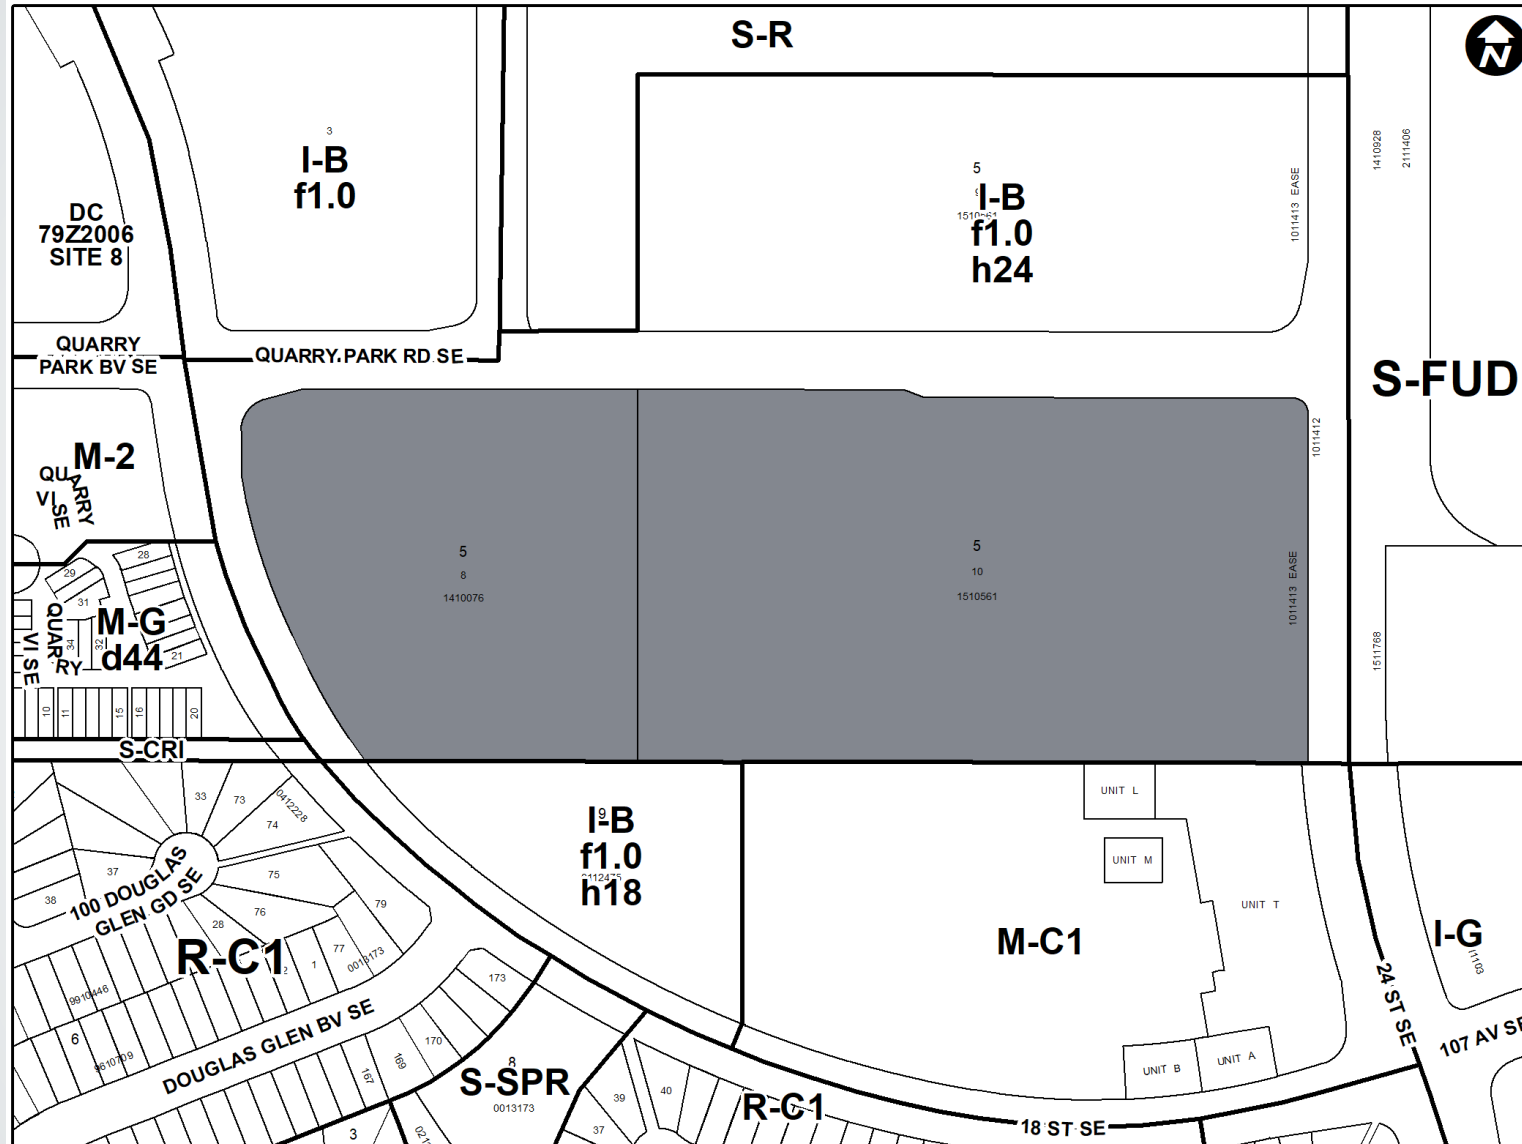 S-R
N
3
I-B
f1.0
5
I-B
f1.0
h24
1011413 EASE
1410928
2111406
DC
79Z2006
SITE 8
QUARRY
PARK BV SE
QUARRY PARK RD SE
S-FUD
M-2
QUARRY
VI SE
1011412
5
8
1410076
5
10
1510561
1011413 EASE
1511768
28
29
31
M-G
d44
34
32
21
QUARRY
VI SE
10
11
15
16
20
S-CRI
33
73
0412228
74
37
75
38
100 DOUGLAS
GLEN GD SE
76
79
28
R-C1
2
1
77
0013173
9910446
6
9610709
DOUGLAS GLEN BV SE
173
170
169
167
3
8
S-SPR
0013173
39
37
40
R-C1
I-B
9
f1.0
h18
UNIT L
UNIT M
UNIT T
M-C1
UNIT B
UNIT A
I-G
24 ST SE
107 AV SE
18 ST SE